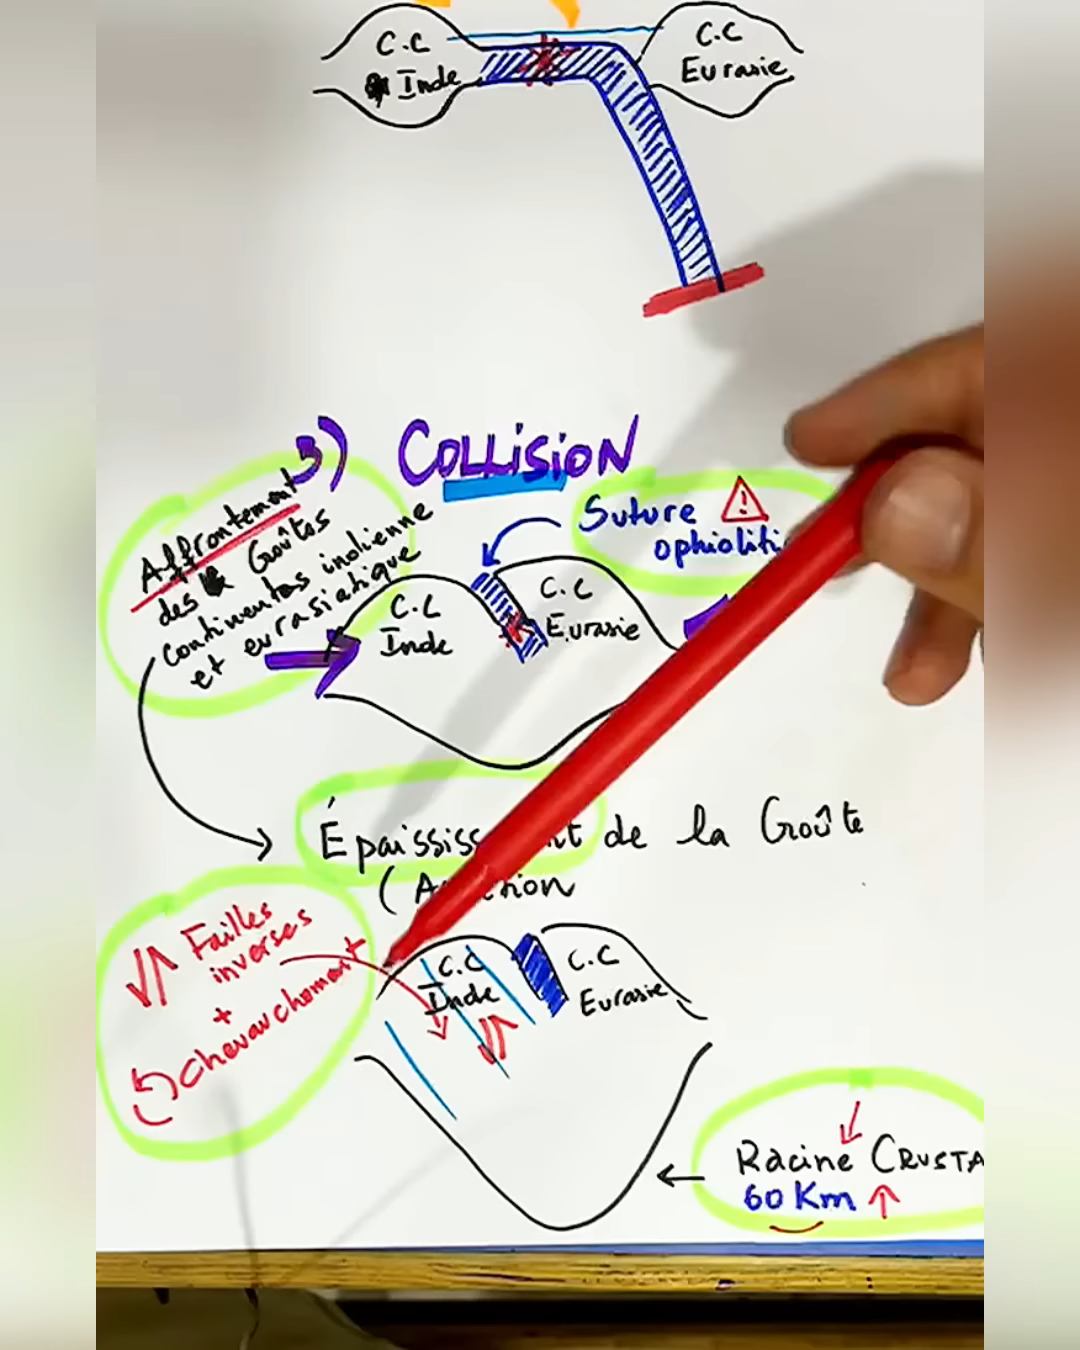 C.C
Inde
C.C
Eurasie
3) COLLISION
Affrontement
des Croûtes
continentas indienne
et eurasiatique
Suture
ophioliti
C.C
Inde
C.C
Eurasie
de la Croûte
Failles
inverses
+
Chevauchement
C.C
Inde
C.C
Eurasie
Racine CRUSTA
60 Km